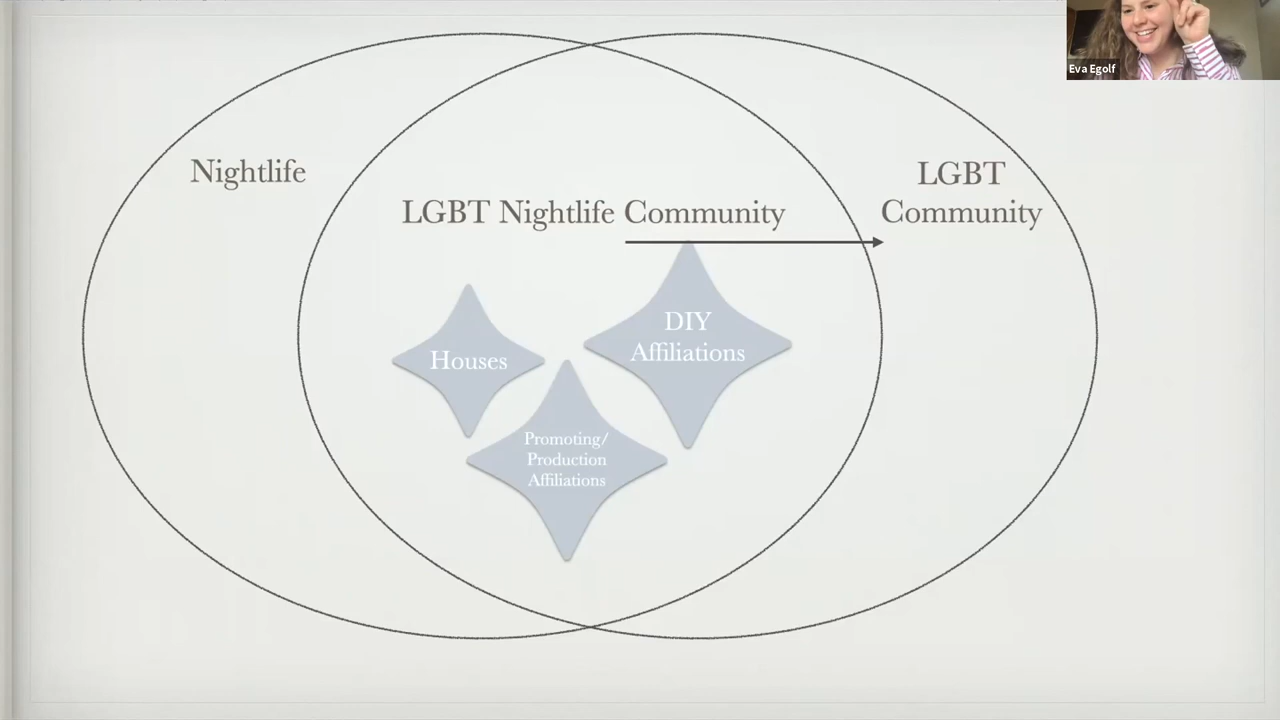 Eva Egolf
Nightlife
LGBT
Community
LGBT Nightlife Community
DIY
Affiliations
Houses
Promoting/
Production
Affiliations